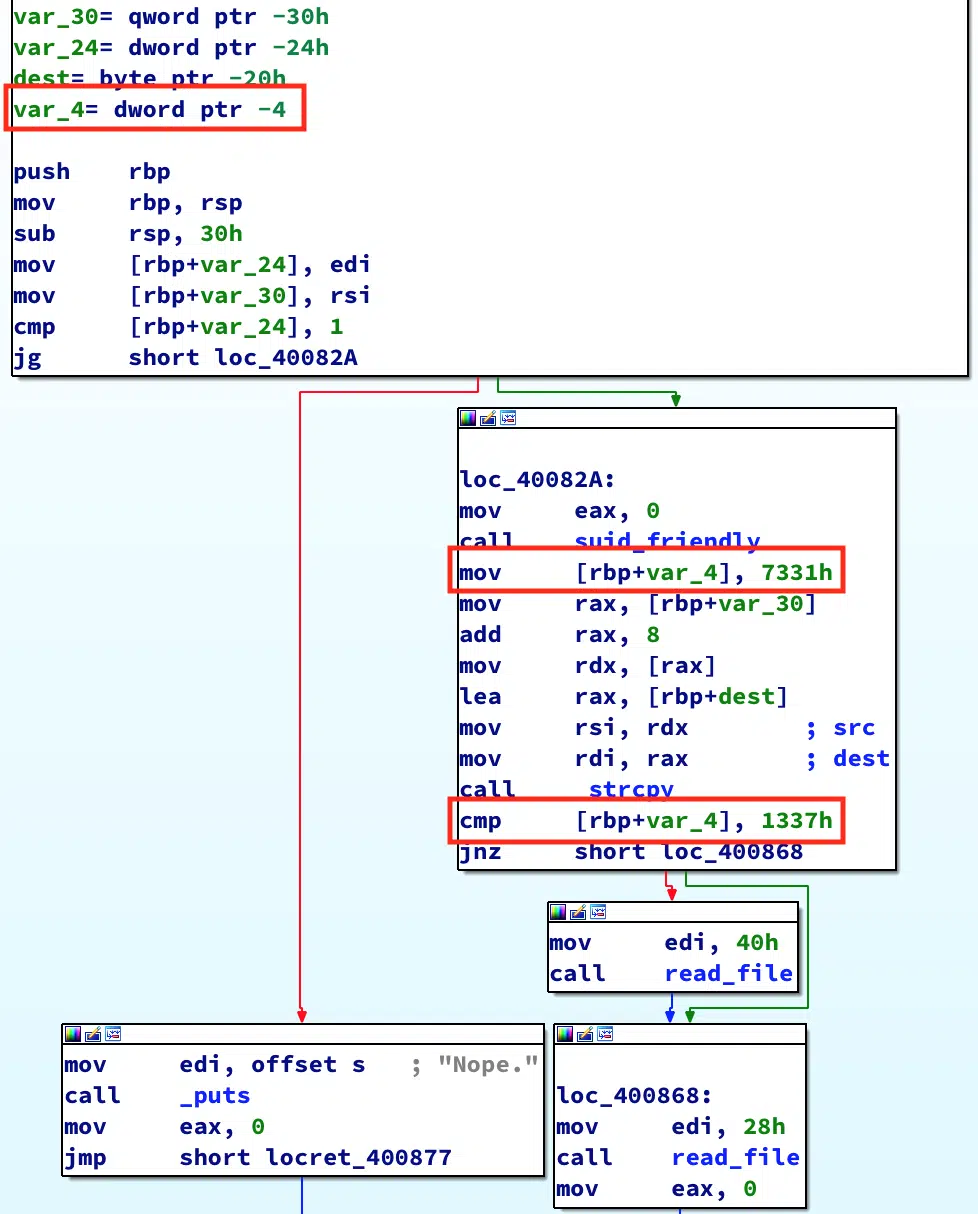 var_30= qword ptr -30h
var_24= dword ptr -24h
dest= byte ptr -20h
var_4= dword ptr -4
push rbp
mov rbp, rsp
sub rsp, 30h
mov [rbp+var_24], edi
mov [rbp+var_30], rsi
cmp [rbp+var_24], 1
jg short loc_40082A
loc_40082A:
mov eax, 0
call suid_friendly
mov [rbp+var_4], 7331h
mov rax, [rbp+var_30]
add rax, 8
mov rdx, [rax]
lea rax, [rbp+dest]
mov rsi, rdx ; src
mov rdi, rax ; dest
call _strcpy
cmp [rbp+var_4], 1337h
jnz short loc_400868
mov edi, 40h
call read_file
mov edi, offset s ; "Nope."
call _puts
mov eax, 0
jmp short locret_400877
loc_400868:
mov edi, 28h
call read_file
mov eax, 0